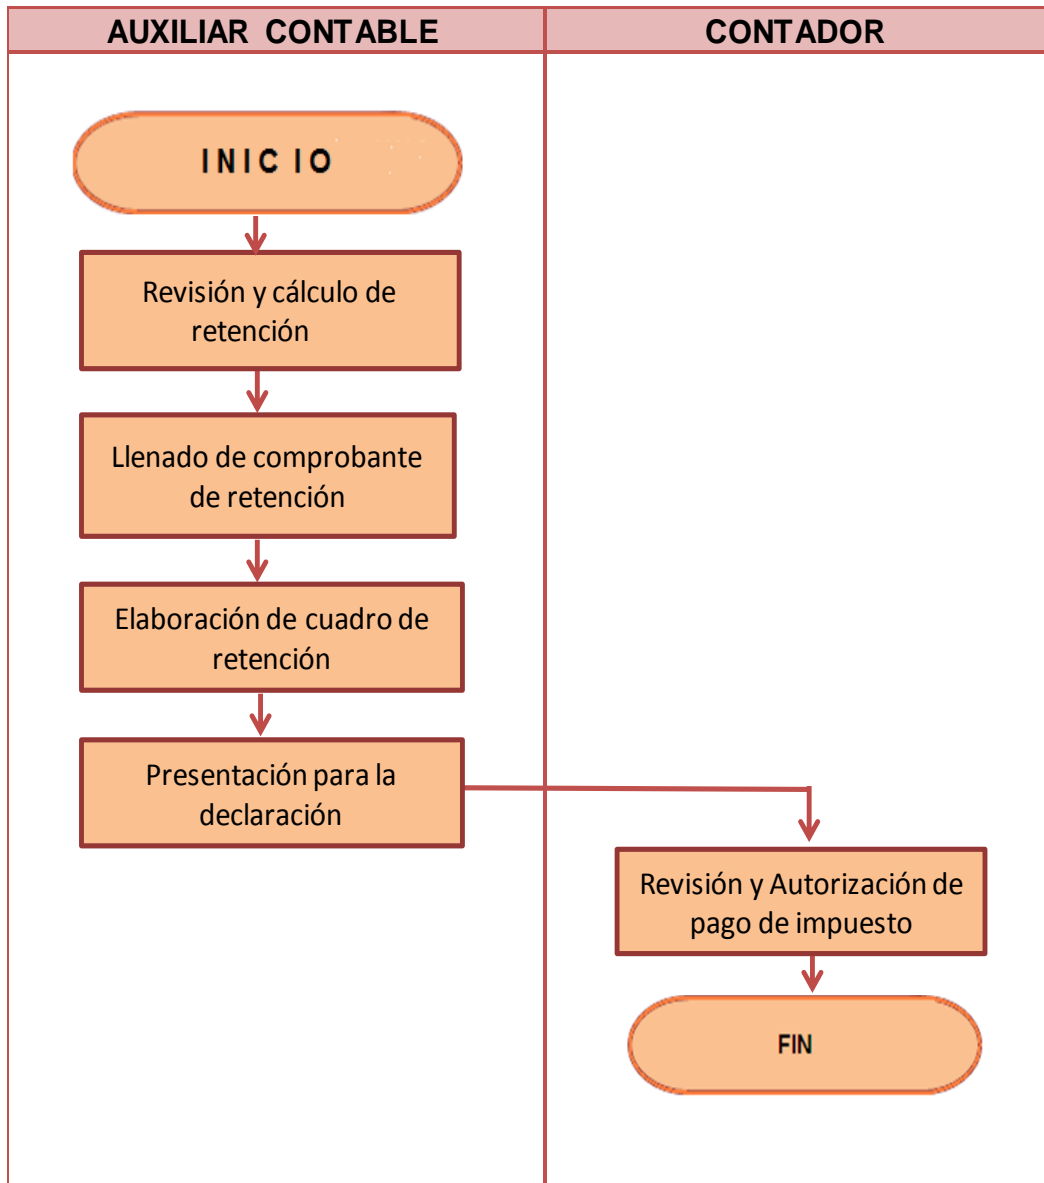 AUXILIAR CONTABLE
CONTADOR
INICIO
Revisión y cálculo de
retención
Llenado de comprobante
de retención
Elaboración de cuadro de
retención
Presentación para la
declaración
Revisión y Autorización de
pago de impuesto
FIN